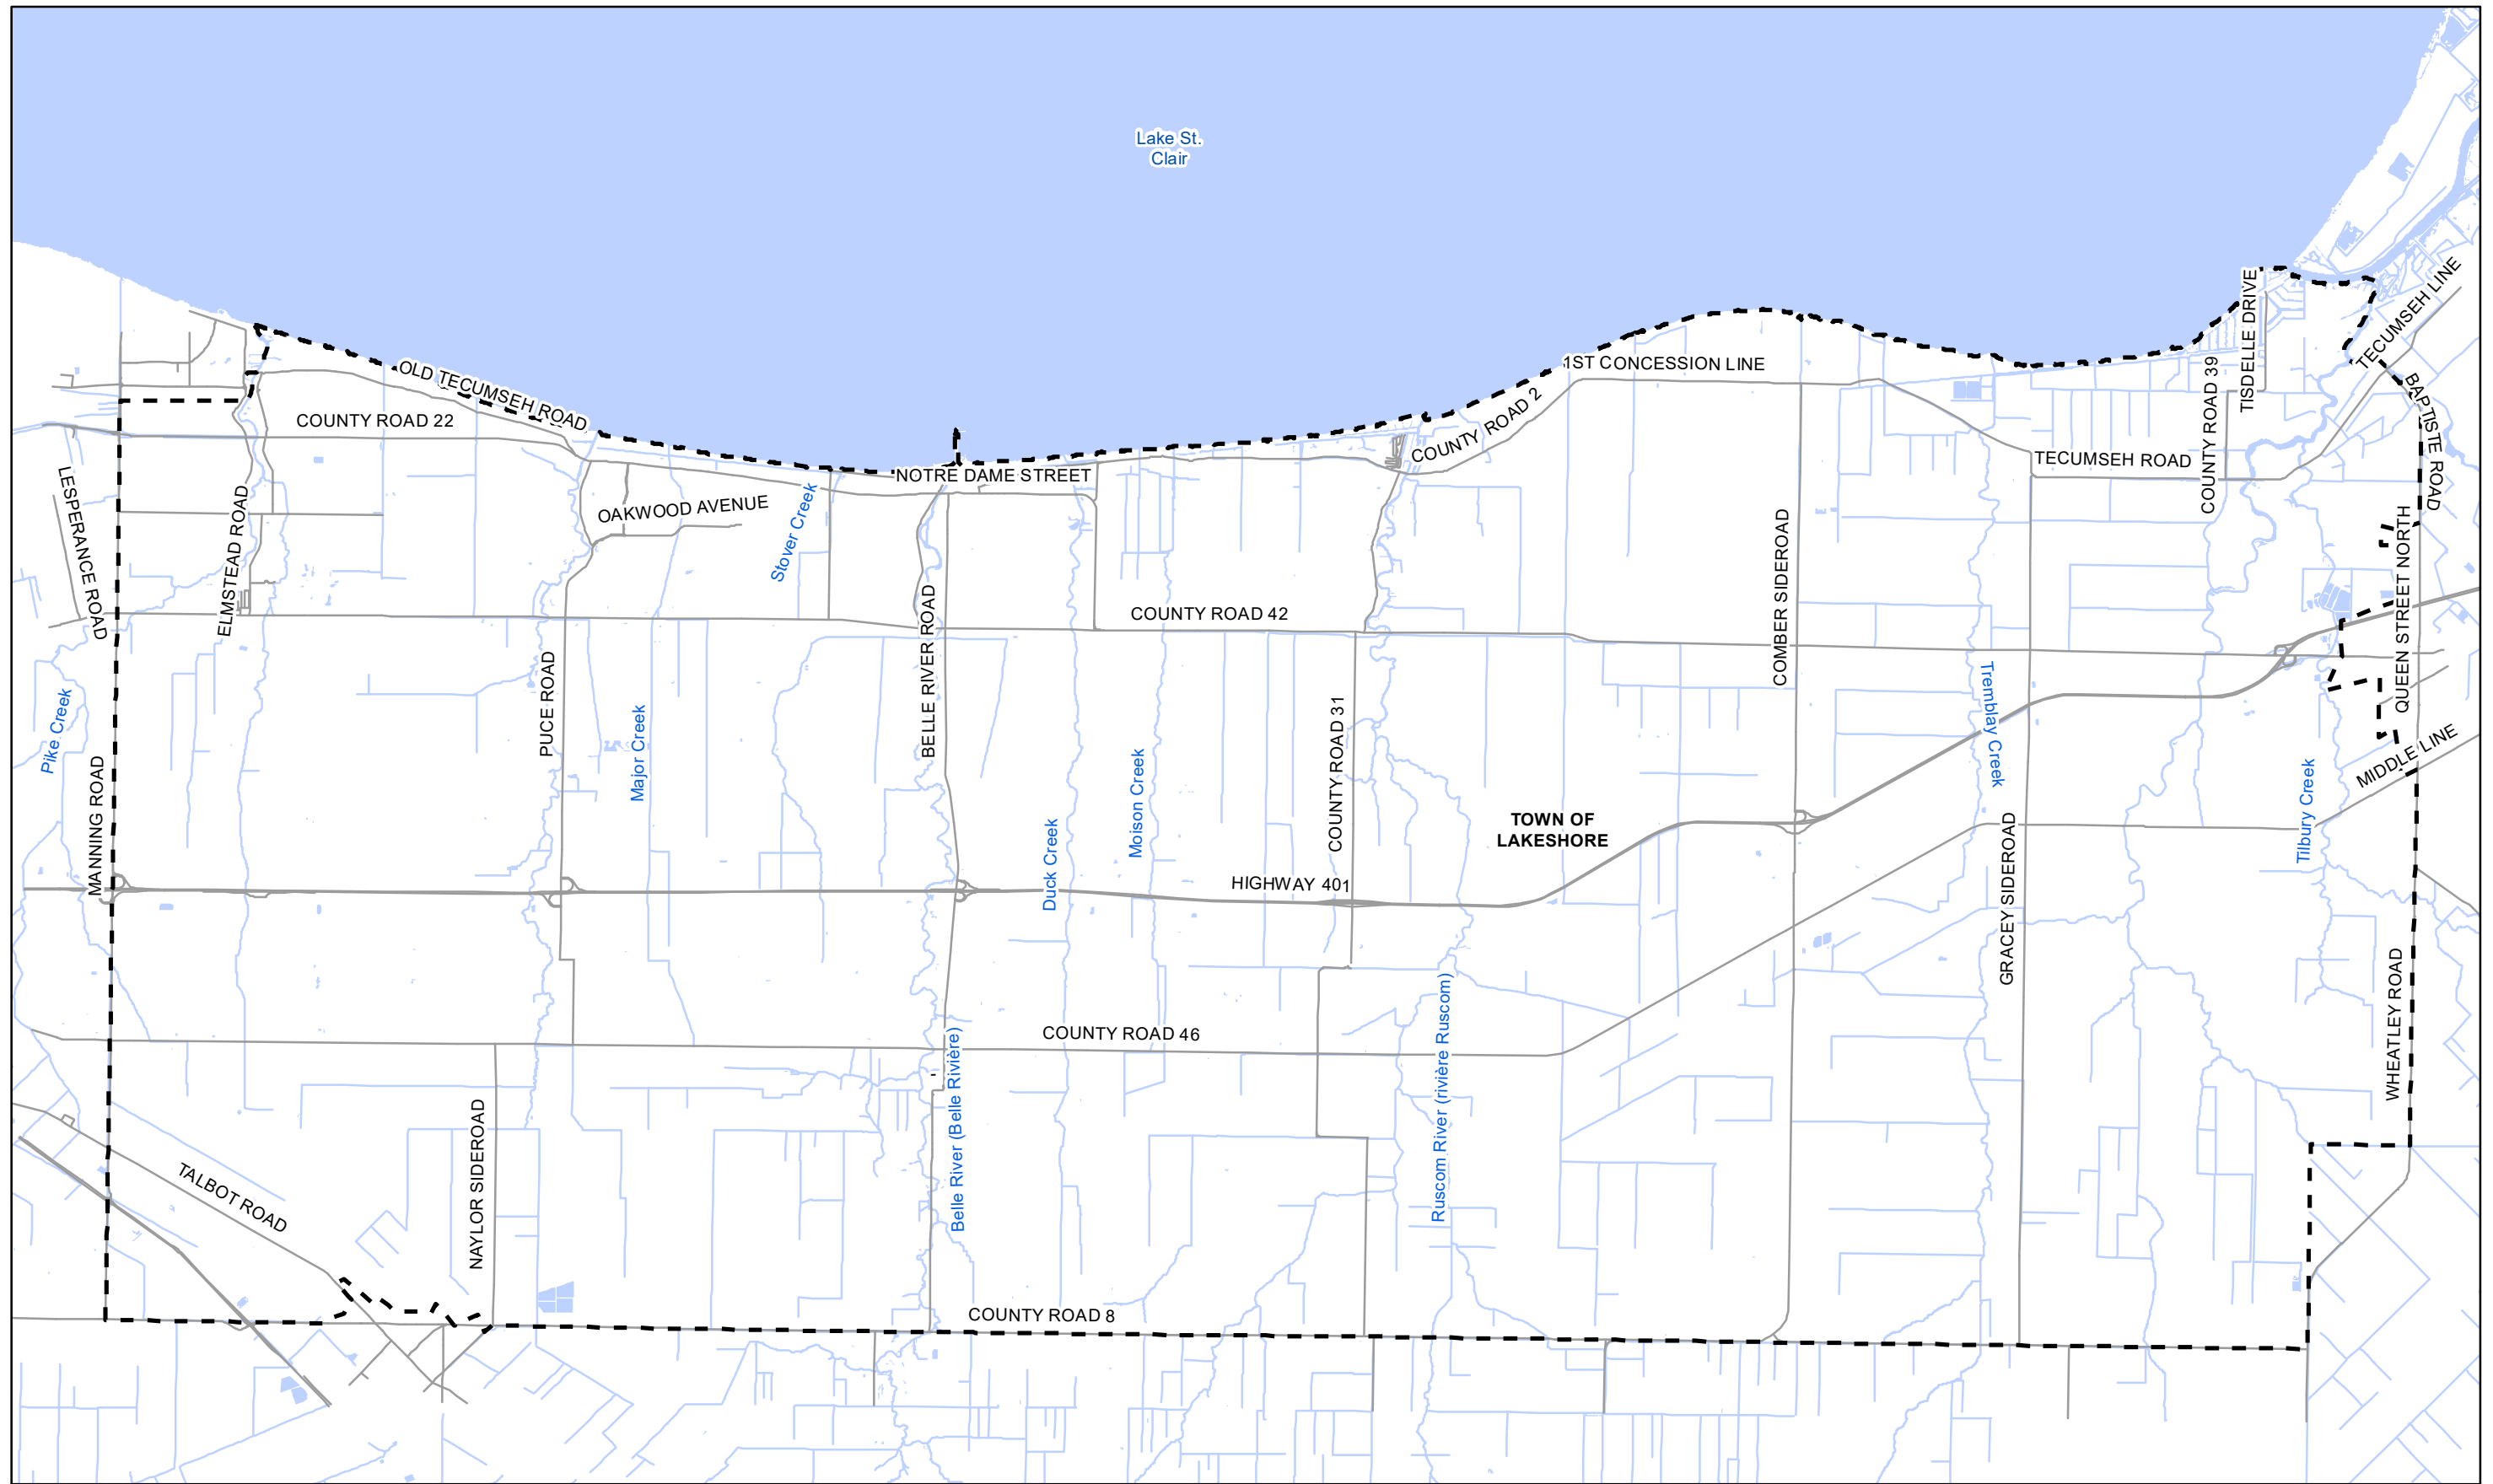 Lake St.
Clair
TISDELLE DRIVE
TECUMSEH LINE
1ST CONCESSION LINE
OLD TECUMSEH ROAD
COUNTY ROAD 39
BAPTISTE ROAD
COUNTY ROAD 22
COUNTY ROAD 2
TECUMSEH ROAD
LESPERANCE ROAD
NOTRE DAME STREET
OAKWOOD AVENUE
Stover Creek
ELMSTEAD ROAD
COMBER SIDEROAD
QUEEN STREET NORTH
COUNTY ROAD 42
BELLE RIVER ROAD
PUCE ROAD
Pike Creek
Major Creek
Tremblay Creek
COUNTY ROAD 31
Moison Creek
MIDDLE LINE
MANNING ROAD
Tilbury Creek
TOWN OF
LAKESHORE
Duck Creek
GRACEY SIDEROAD
HIGHWAY 401
WHEATLEY ROAD
COUNTY ROAD 46
Belle River (Belle Rivière)
Ruscom River (rivière Ruscom)
NAYLOR SIDEROAD
TALBOT ROAD
COUNTY ROAD 8